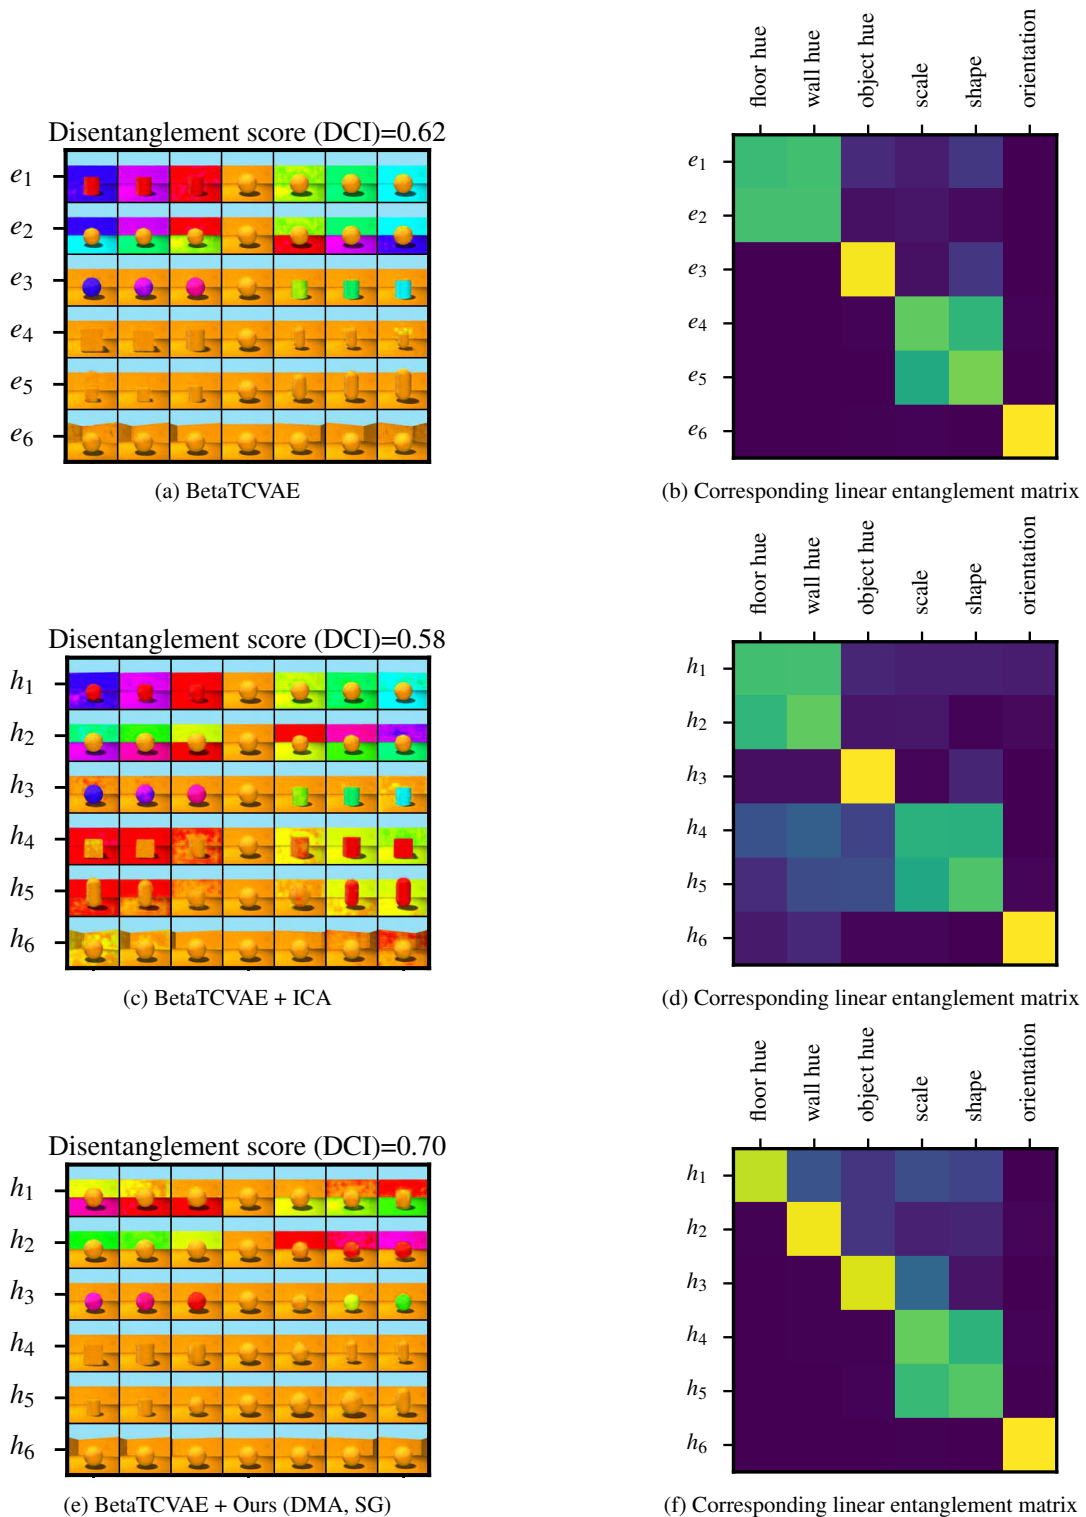 floor hue
wall hue
object hue
scale
shape
orientation
Disentanglement score (DCI)=0.62
e1
e2
e3
e4
e5
e6
e1
e2
e3
e4
e5
e6
(a) BetaTCVAE
(b) Corresponding linear entanglement matrix
floor hue
wall hue
object hue
scale
shape
orientation
Disentanglement score (DCI)=0.58
h1
h2
h3
h4
h5
h6
h1
h2
h3
h4
h5
h6
(c) BetaTCVAE + ICA
(d) Corresponding linear entanglement matrix
floor hue
wall hue
object hue
scale
shape
orientation
Disentanglement score (DCI)=0.70
h1
h2
h3
h4
h5
h6
h1
h2
h3
h4
h5
h6
(e) BetaTCVAE + Ours (DMA, SG)
(f) Corresponding linear entanglement matrix